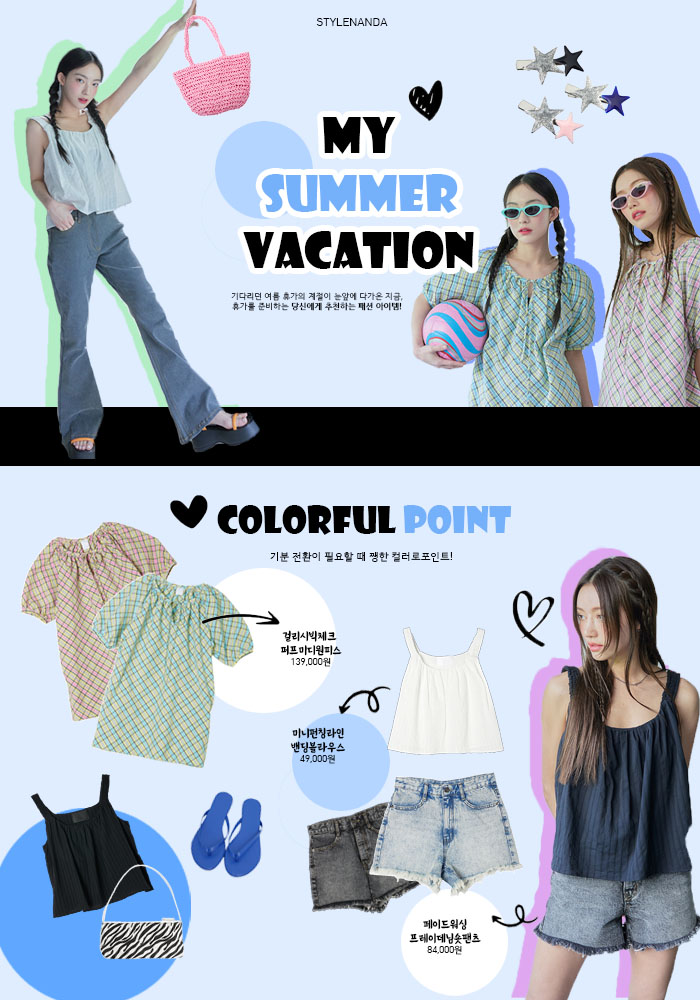 STYLENANDA
MY
SUMMER
VACATION
기다리던 여름 휴가의 계절이 눈앞에 다가온 지금,
휴가를 준비하는 당신에게 추천하는 패션 아이템!
COLORFUL POINT
기분 전환이 필요할 때 쨍한 컬러로포인트!
걸리시빅체크
퍼프미디원피스
139,000원
미니펀칭라인
밴딩블라우스
49,000원
페이드워싱
프레이데님숏팬츠
84,000원